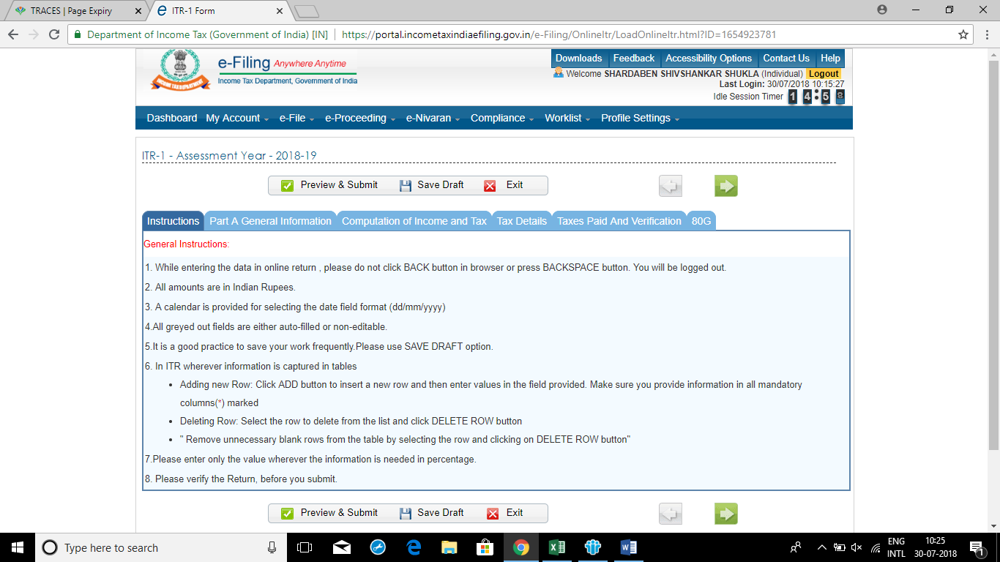 TRACES | Page Expiry
ITR-1 Form
Department of Income Tax (Government of India) [IN] https://portal.incometaxindiaefiling.gov.in/e-Filing/OnlineItr/LoadOnlineItr.html?ID=1654923781
Downloads Feedback Accessibility Options Contact Us Help
e-Filing Anywhere Anytime
Income Tax Department, Government of India
Welcome SHARDABEN SHIVSHANKAR SHUKLA (Individual) Logout
Last Login: 30/07/2018 10:15:27
Idle Session Timer 1 4 : 5 8
Dashboard My Account e-File e-Proceeding e-Nivaran Compliance Worklist Profile Settings
ITR-1 - Assessment Year - 2018-19
Preview & Submit Save Draft Exit
Instructions Part A General Information Computation of Income and Tax Tax Details Taxes Paid And Verification 80G
General Instructions:
1. While entering the data in online return , please do not click BACK button in browser or press BACKSPACE button. You will be logged out.
2. All amounts are in Indian Rupees.
3. A calendar is provided for selecting the date field format (dd/mm/yyyy)
4.All greyed out fields are either auto-filled or non-editable.
5.It is a good practice to save your work frequently.Please use SAVE DRAFT option.
6. In ITR wherever information is captured in tables
• Adding new Row: Click ADD button to insert a new row and then enter values in the field provided. Make sure you provide information in all mandatory
columns(*) marked
• Deleting Row: Select the row to delete from the list and click DELETE ROW button
• " Remove unnecessary blank rows from the table by selecting the row and clicking on DELETE ROW button"
7.Please enter only the value wherever the information is needed in percentage.
8. Please verify the Return, before you submit.
Preview & Submit Save Draft Exit
Type here to search
ENG 10:25
INTL 30-07-2018
1